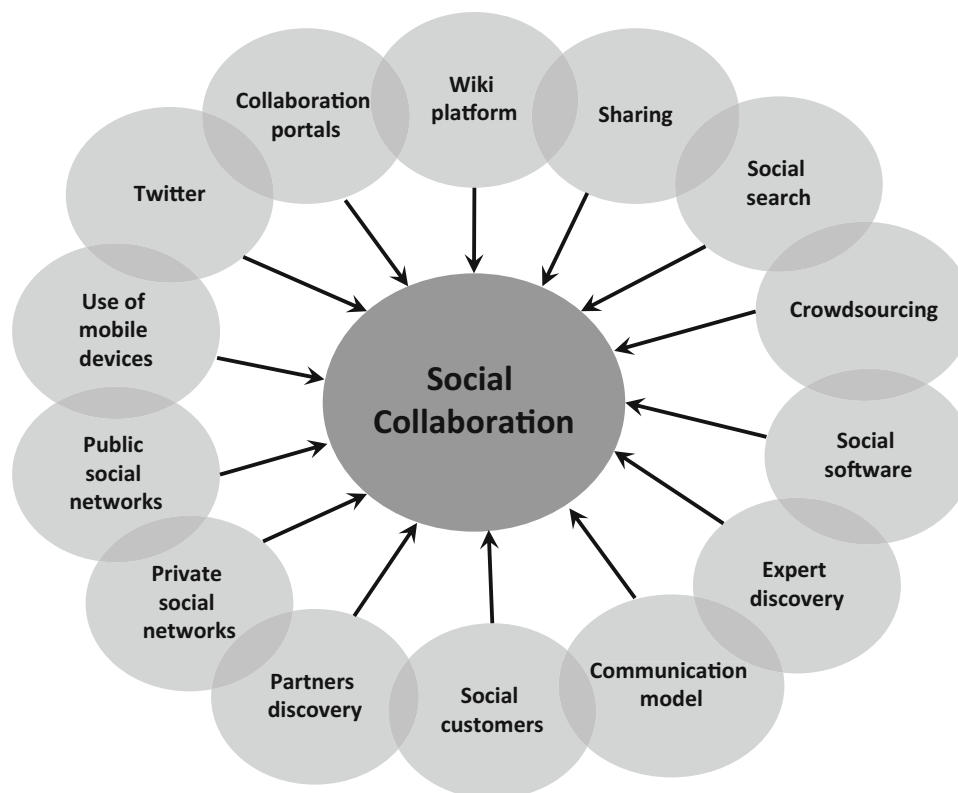 Wiki
platform
Sharing
Social
search
Crowdsourcing
Social
software
Expert
discovery
Communication
model
Social
customers
Partners
discovery
Private
social
networks
Public
social
networks
Use of
mobile
devices
Twitter
Collaboration
portals
Social
Collaboration